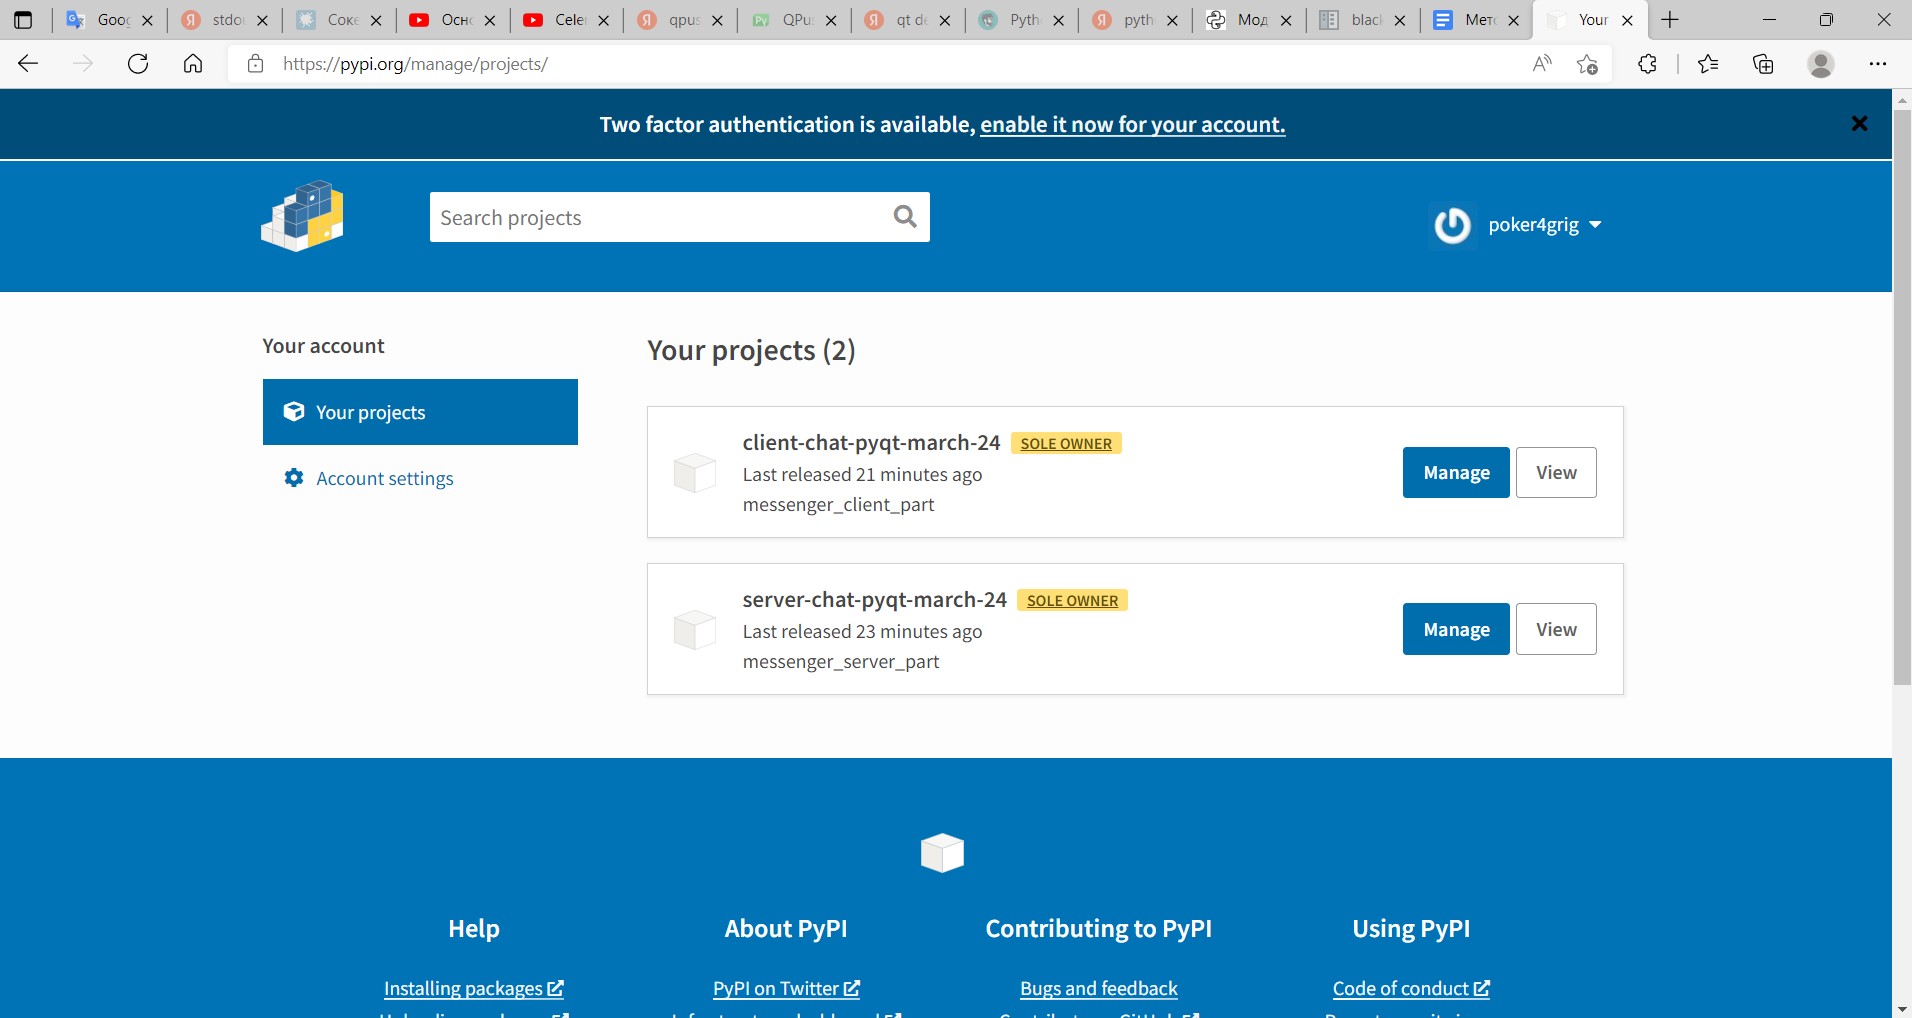 Goo
stdo
Соке
Осн
Cele
qpus
QPu
qt de
Pyth
pyth
Мод
blac
Мето
Your
https://pypi.org/manage/projects/
Two factor authentication is available, enable it now for your account.
Search projects
poker4grig
Your account
Your projects
Account settings
Your projects (2)
client-chat-pyqt-march-24 SOLE OWNER
Last released 21 minutes ago
messenger_client_part
Manage View
server-chat-pyqt-march-24 SOLE OWNER
Last released 23 minutes ago
messenger_server_part
Manage View
Help
About PyPI
Contributing to PyPI
Using PyPI
Installing packages
PyPI on Twitter
Bugs and feedback
Code of conduct